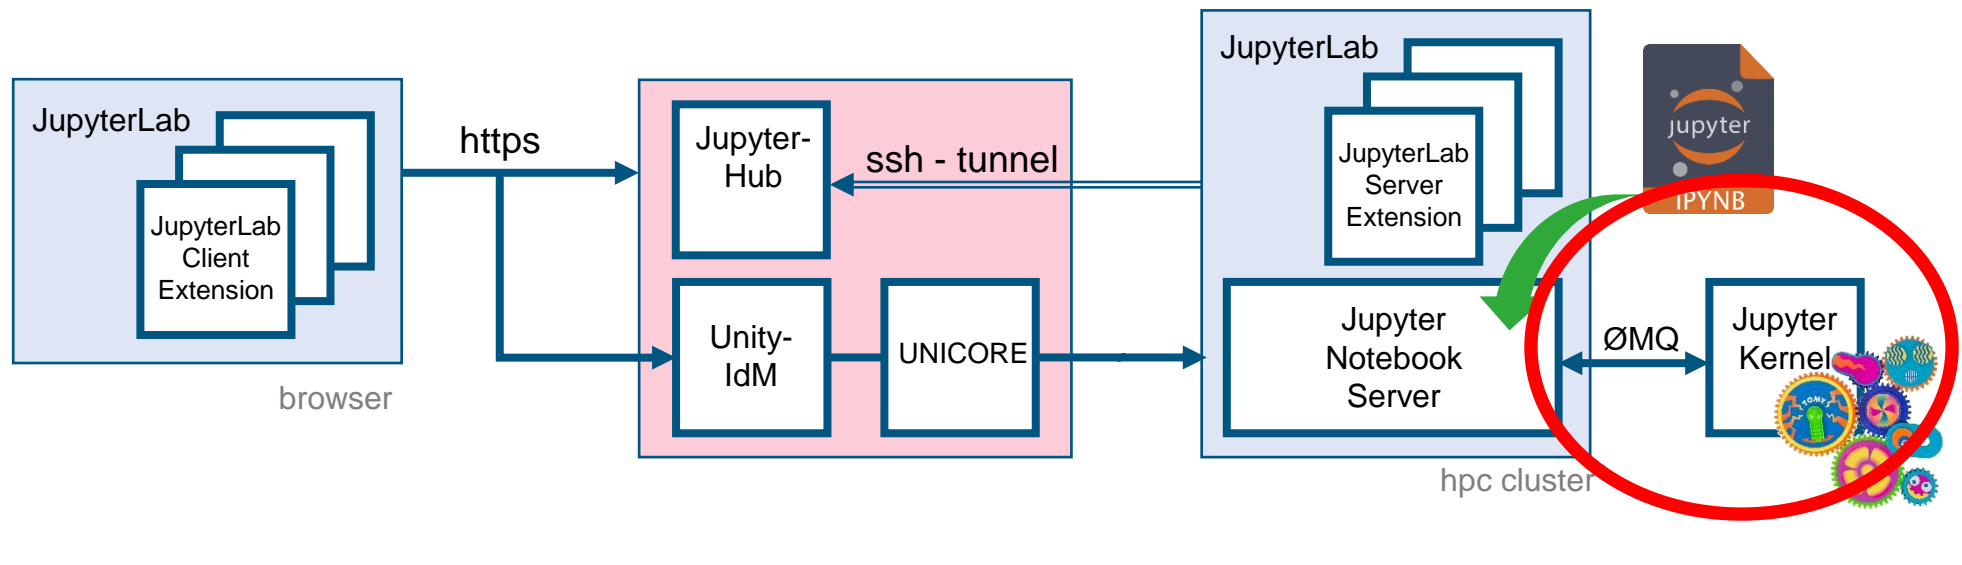 JupyterLab
JupyterLab
Client
Extension
browser
https
Jupyter-
Hub
ssh - tunnel
Unity-
IdM
UNICORE
JupyterLab
JupyterLab
Server
Extension
Jupyter
Notebook
Server
hpc cluster
jupyter
IPYNB
ØMQ
Jupyter
Kernel
TOMY